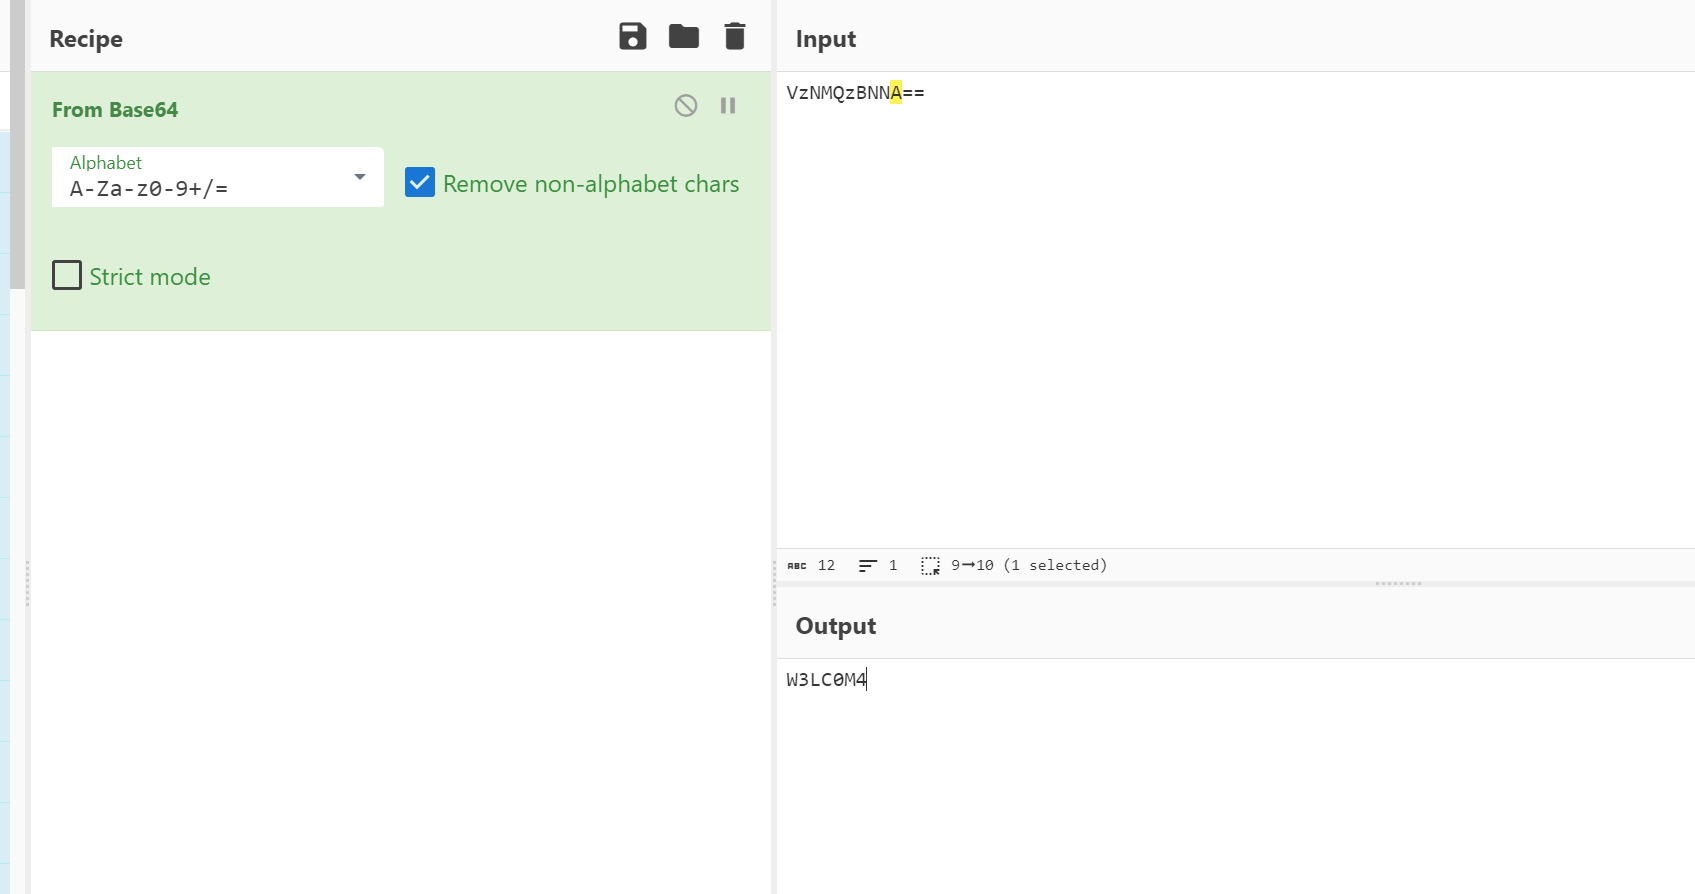 Recipe
From Base64
Alphabet
A-Za-z0-9+/=
Remove non-alphabet chars
Strict mode
Input
VzNMQzBNNA==
ABC 12 1 9→10 (1 selected)
Output
W3LC0M4